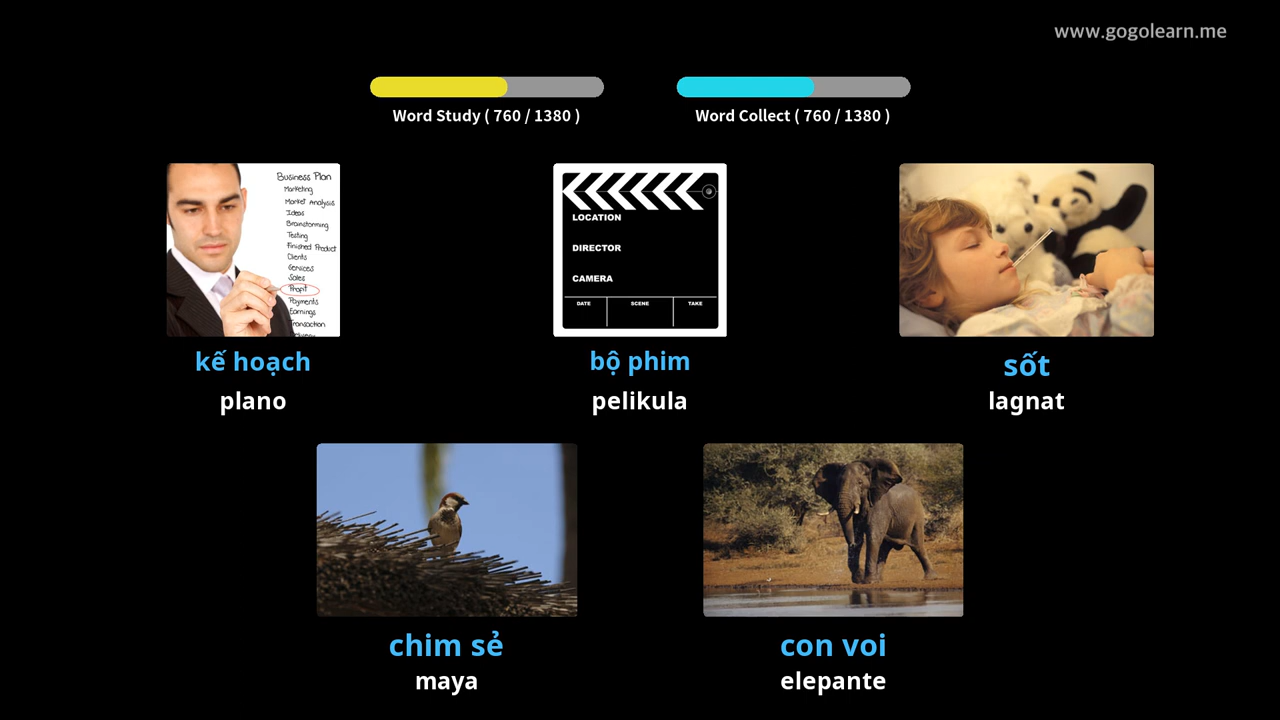 www.gogolearn.me
Word Study ( 760 / 1380 )
Word Collect ( 760 / 1380 )
Business Plan
Marketing
Market Analysis
Ideas
Brainstorming
Testing
Finished Product
Clients
Services
Sales
Profit
Payments
Earnings
Transaction
LOCATION
DIRECTOR
CAMERA
DATE
SCENE
TAKE
kế hoạch
plano
bộ phim
pelikula
sốt
lagnat
chim sẻ
maya
con voi
elepante